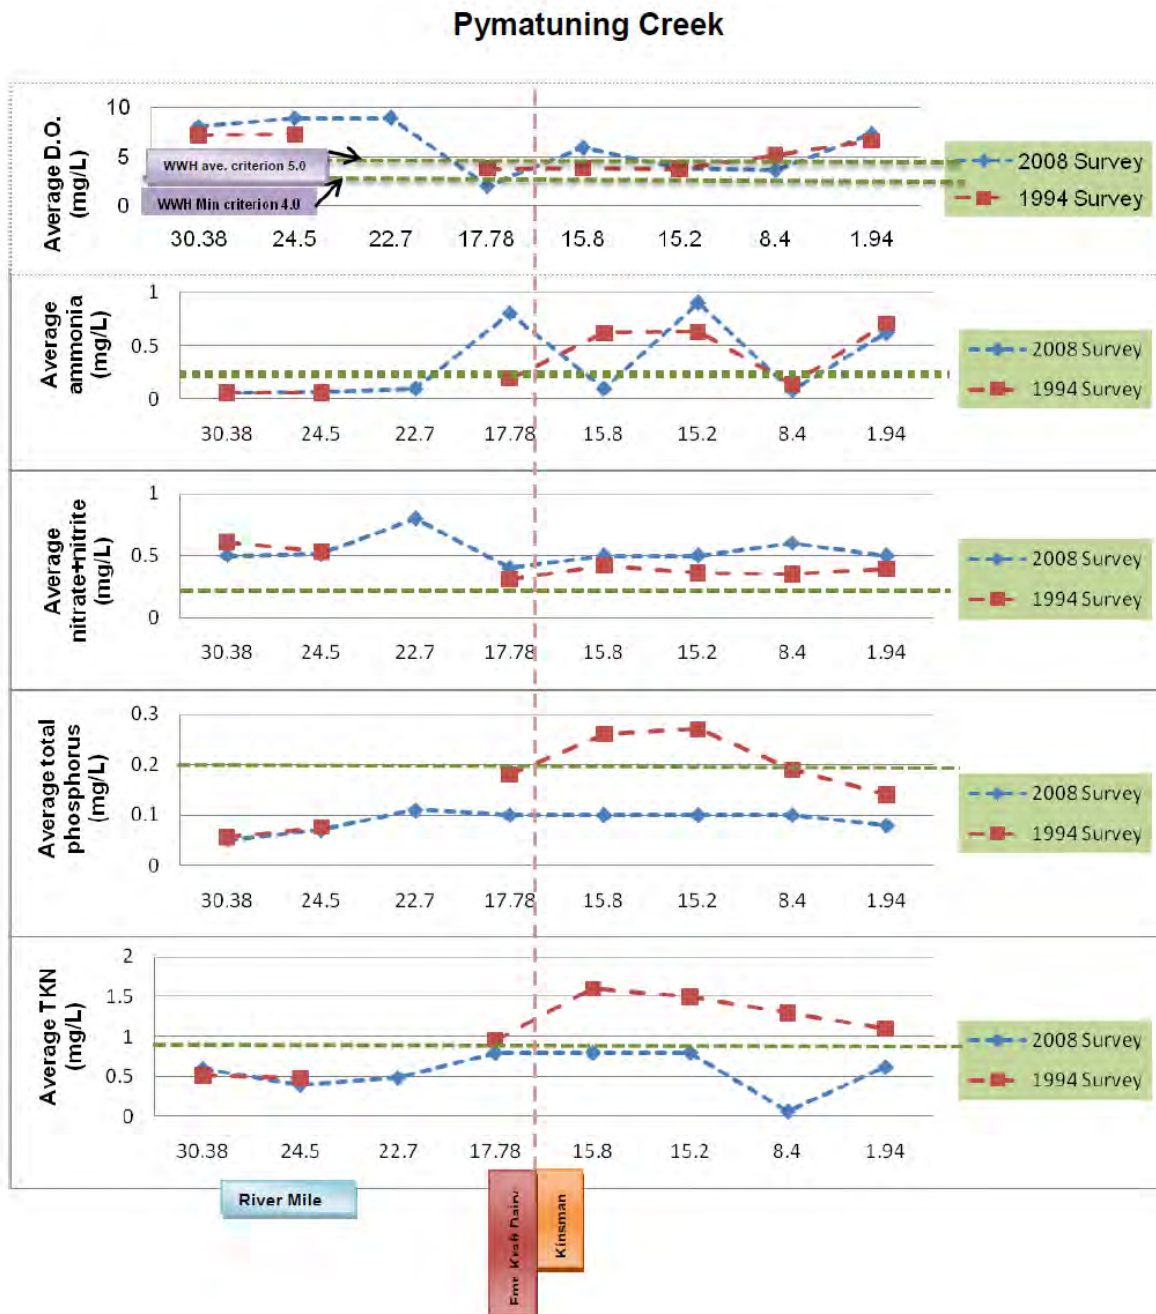 Pymatuning Creek
Average D.O.
(mg/L)
10
5
0
WWH ave. criterion 5.0
WWH Min criterion 4.0
2008 Survey
1994 Survey
30.38 24.5 22.7 17.78 15.8 15.2 8.4 1.94
Average
ammonia
(mg/L)
1
0.5
0
2008 Survey
1994 Survey
30.38 24.5 22.7 17.78 15.8 15.2 8.4 1.94
Average
nitrate+nitrite
(mg/L)
1
0.5
0
2008 Survey
1994 Survey
30.38 24.5 22.7 17.78 15.8 15.2 8.4 1.94
Average total
phosphorus
(mg/L)
0.3
0.2
0.1
0
2008 Survey
1994 Survey
30.38 24.5 22.7 17.78 15.8 15.2 8.4 1.94
Average TKN
(mg/L)
2
1.5
1
0.5
0
2008 Survey
1994 Survey
30.38 24.5 22.7 17.78 15.8 15.2 8.4 1.94
River Mile
Kraft Dairy
Kinsman